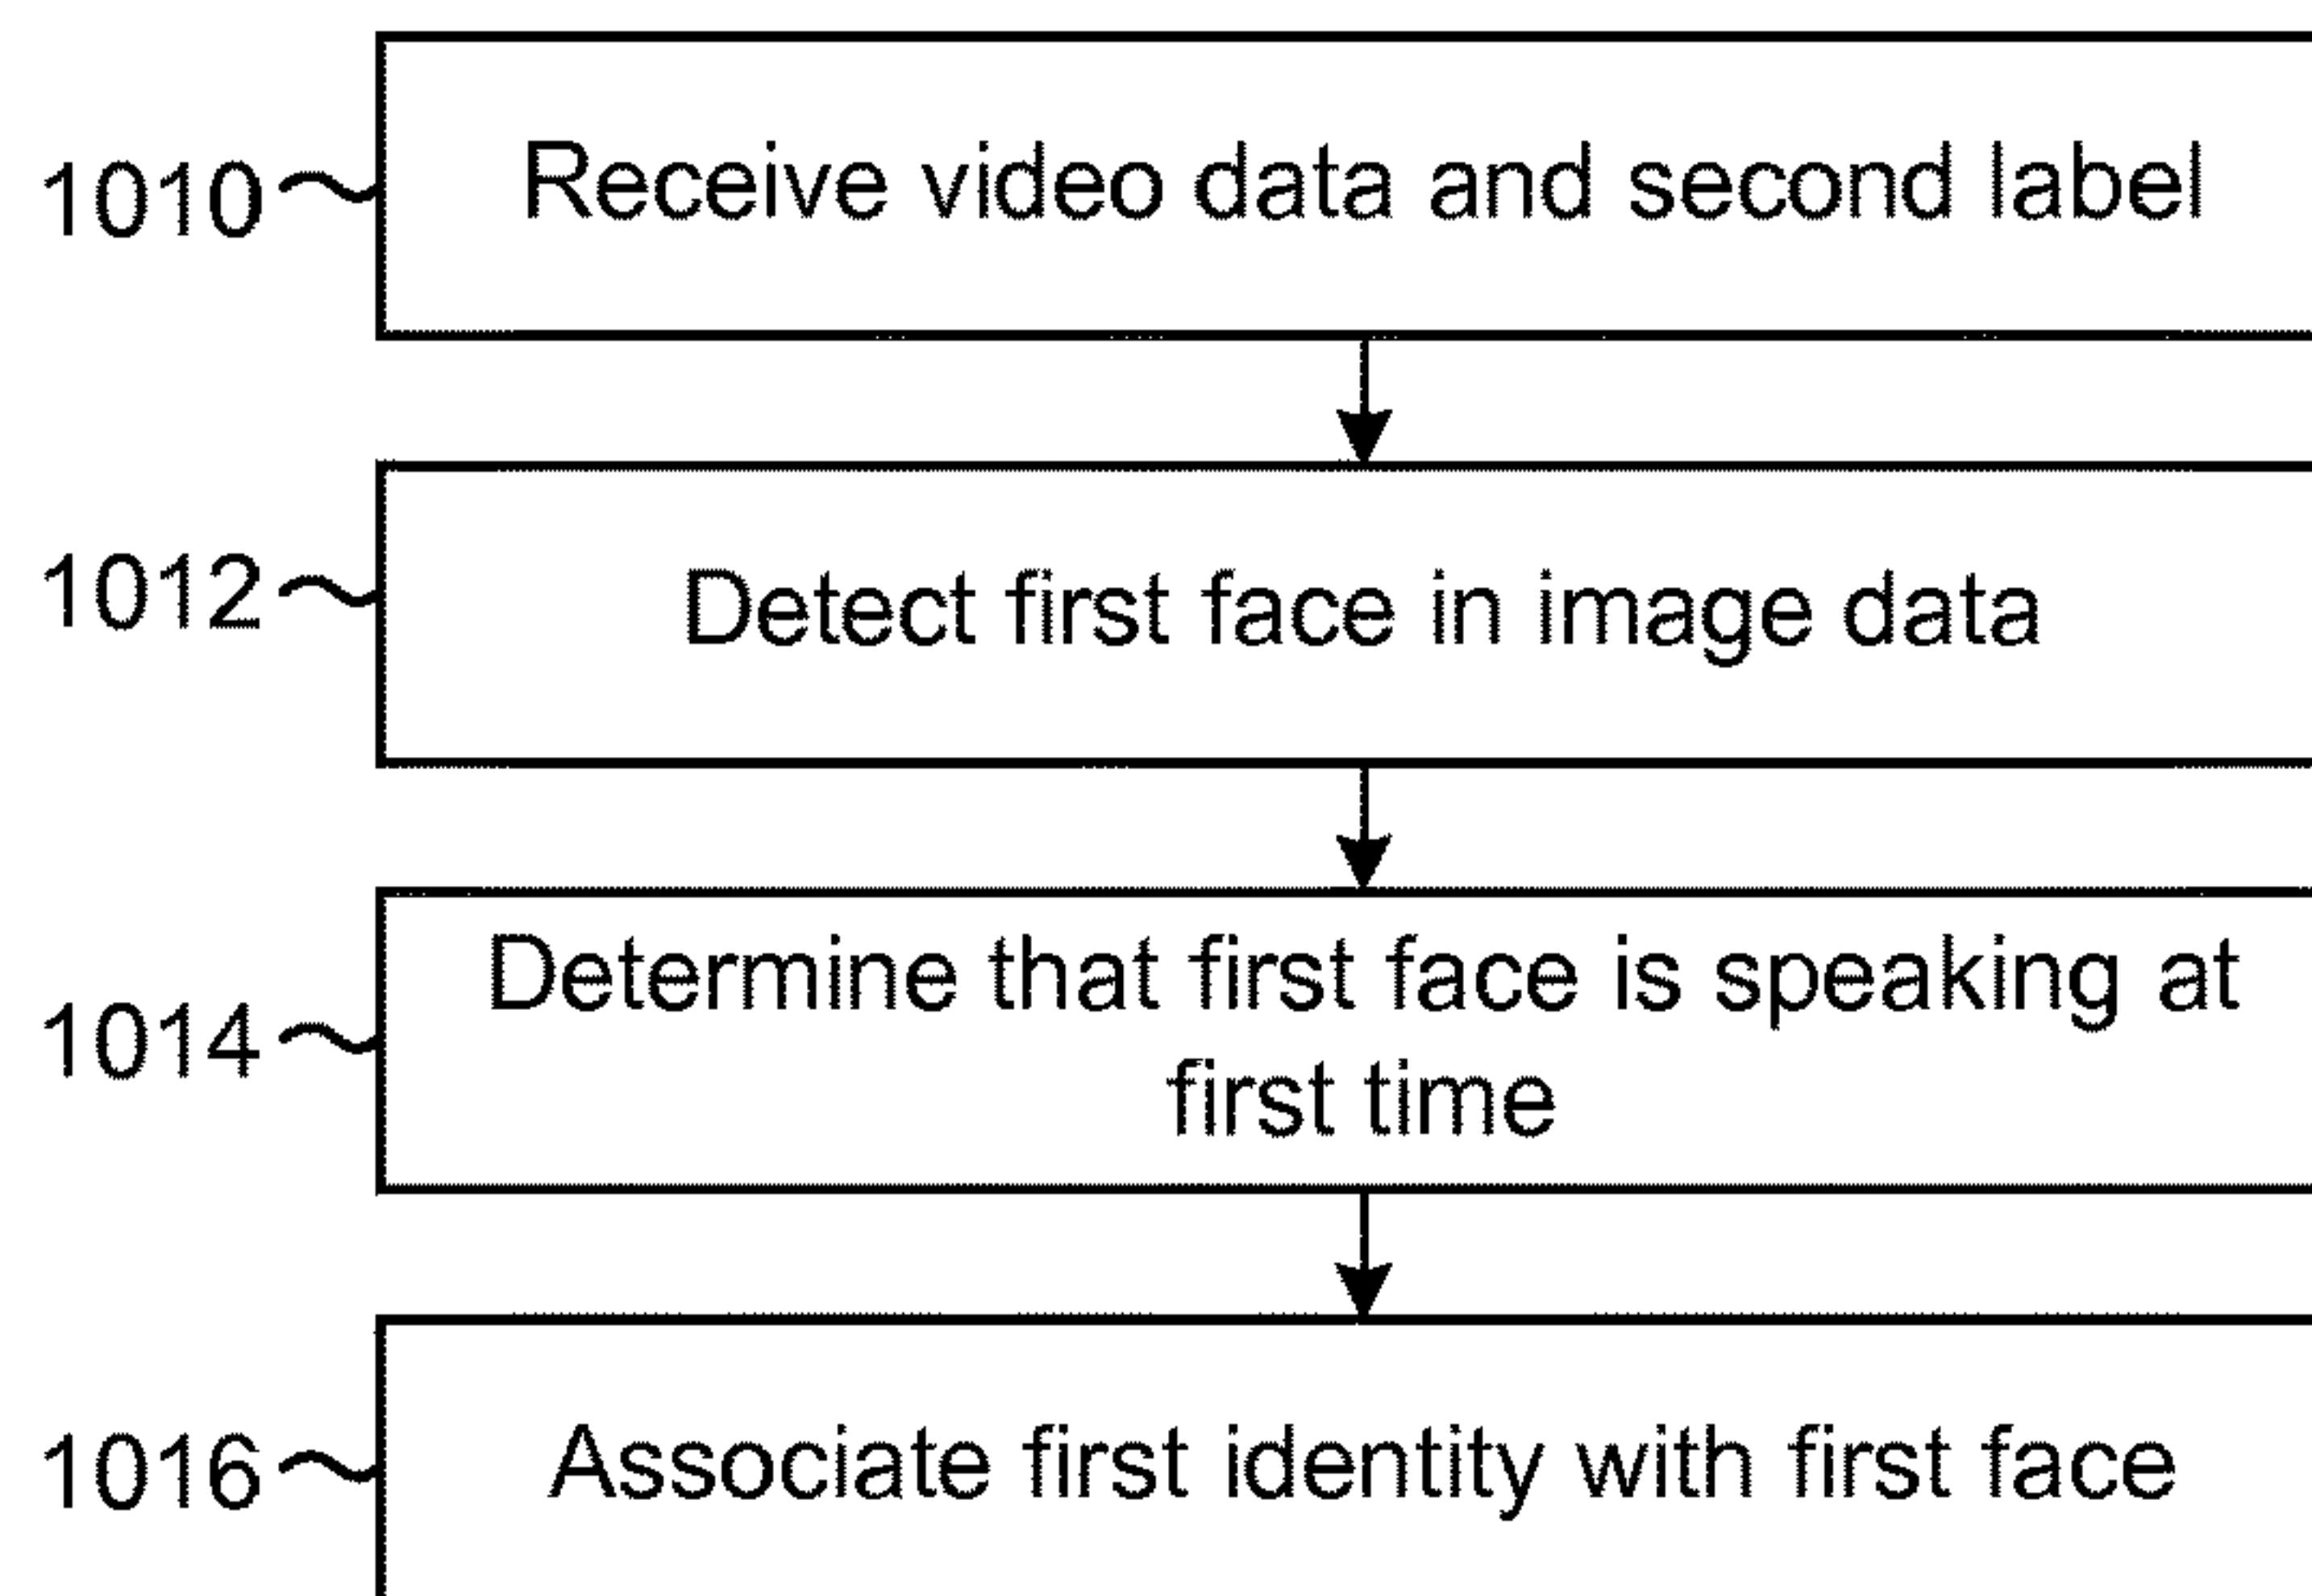 1010
Receive video data and second label
1012
Detect first face in image data
1014
Determine that first face is speaking at
first time
1016
Associate first identity with first face